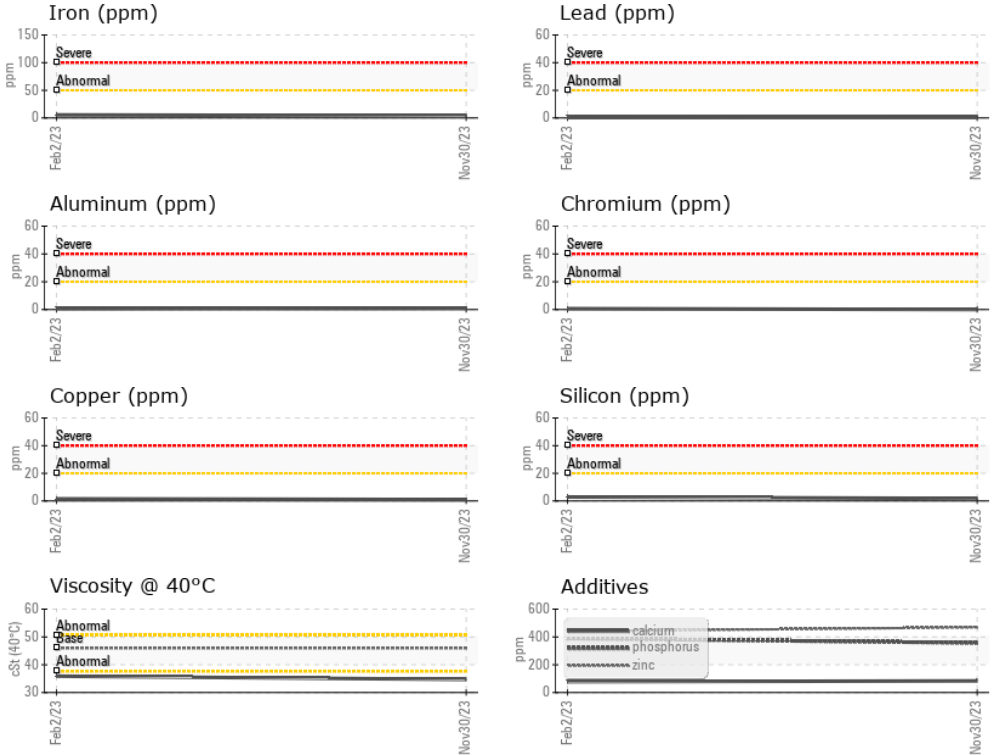 Iron (ppm)
150
100
50
0
ppm
Severe
Abnormal
Feb2/23
Nov30/23
Lead (ppm)
60
40
20
0
ppm
Severe
Abnormal
Feb2/23
Nov30/23
Aluminum (ppm)
60
40
20
0
ppm
Severe
Abnormal
Feb2/23
Nov30/23
Chromium (ppm)
60
40
20
0
ppm
Severe
Abnormal
Feb2/23
Nov30/23
Copper (ppm)
60
40
20
0
ppm
Severe
Abnormal
Feb2/23
Nov30/23
Silicon (ppm)
60
40
20
0
ppm
Severe
Abnormal
Feb2/23
Nov30/23
Viscosity @ 40°C
60
50
40
30
cSt (40°C)
Abnormal
Base
Abnormal
Feb2/23
Nov30/23
Additives
600
400
200
0
ppm
calcium
phosphorus
zinc
Feb2/23
Nov30/23